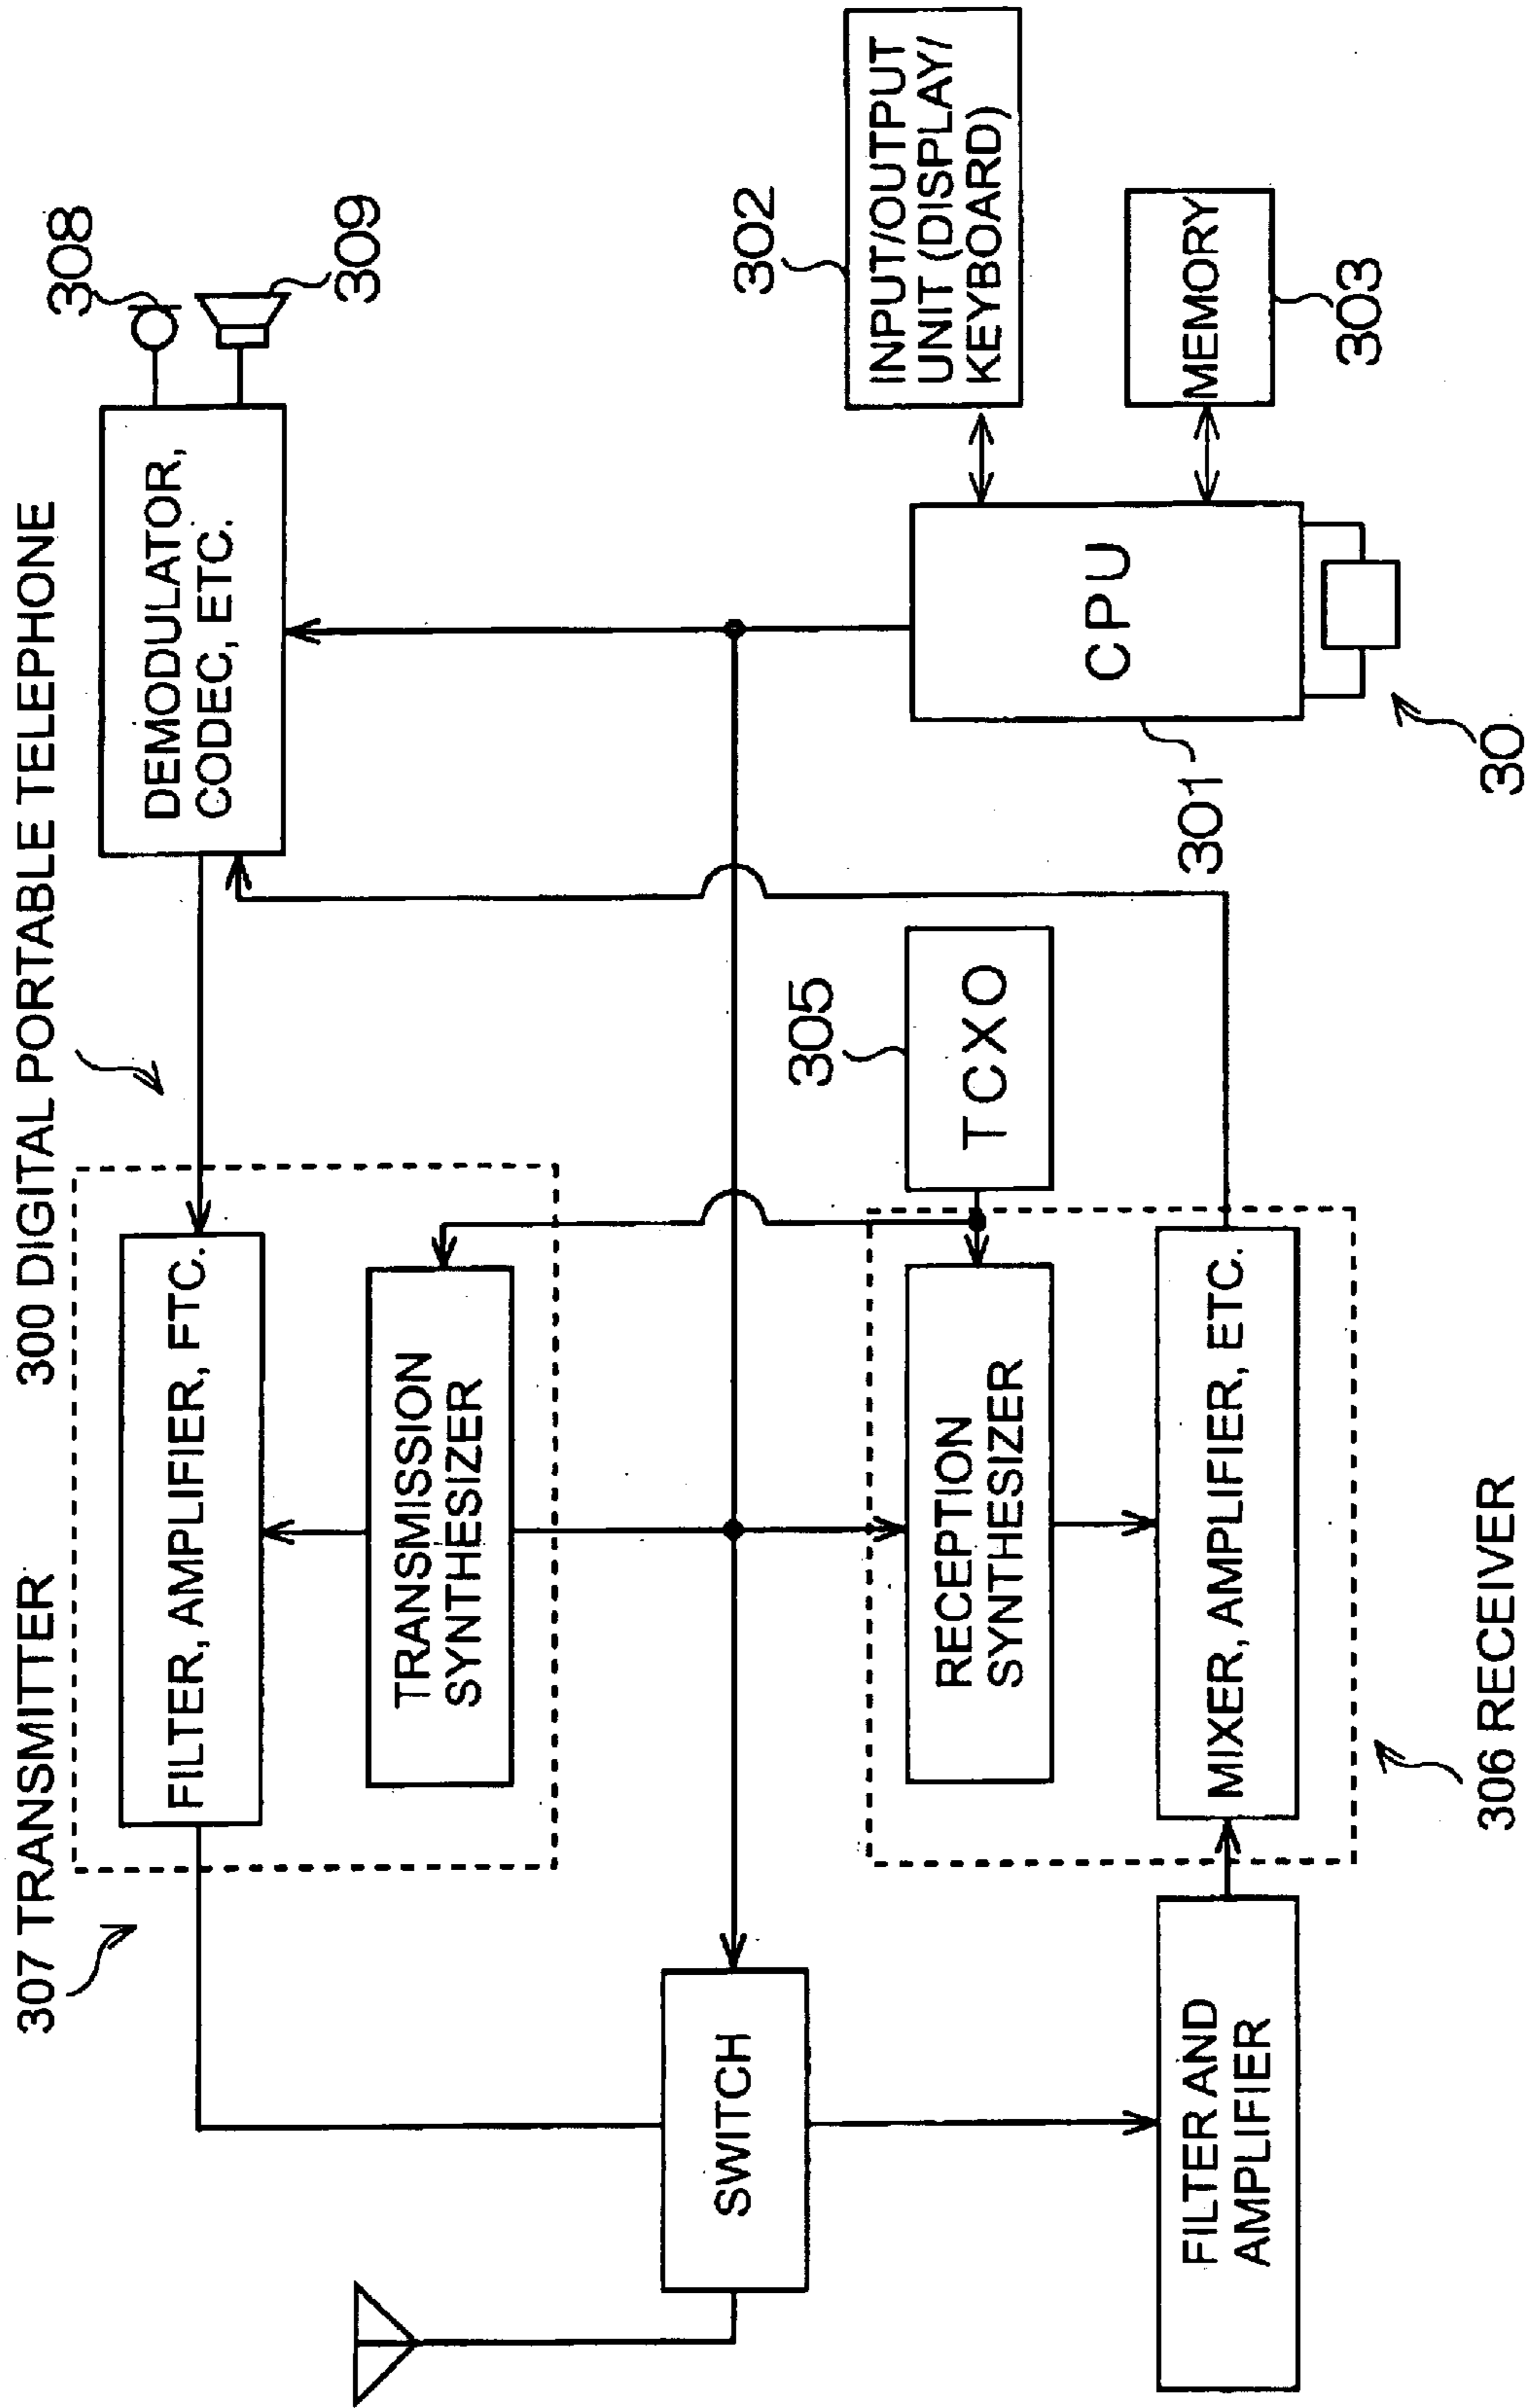 300 DIGITAL PORTABLE TELEPHONE
307 TRANSMITTER
FILTER, AMPLIFIER, FTC.
DEMODULATOR,
CODEC, ETC.
308
309
TRANSMISSION
SYNTHESIZER
SWITCH
305
TCXO
302
INPUT/OUTPUT
UNIT (DISPLAY/
KEYBOARD)
RECEPTION
SYNTHESIZER
CPU
301
MEMORY
303
FILTER AND
AMPLIFIER
MIXER, AMPLIFIER, ETC.
306 RECEIVER
30